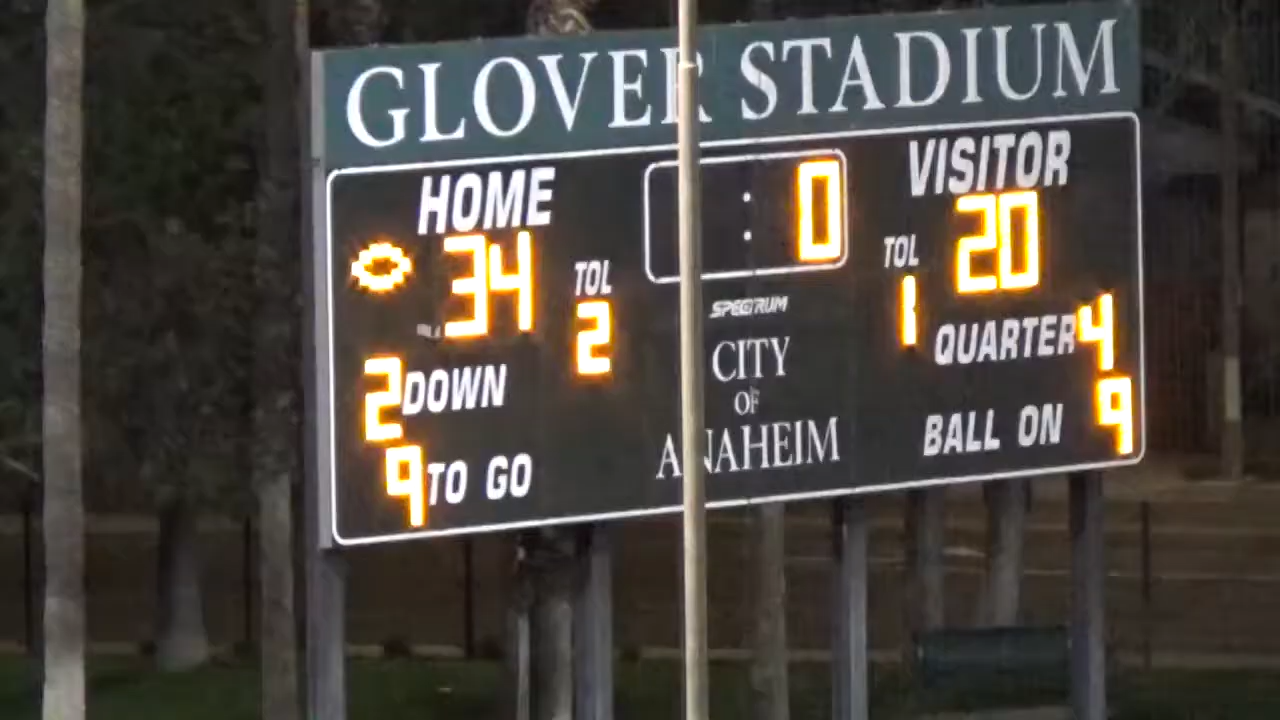 GLOVER STADIUM
HOME
34
TOL
2
: 0
VISITOR
20
TOL
1
SPECTRUM
QUARTER 4
2 DOWN
CITY
OF
ANAHEIM
BALL ON 9
9 TO GO